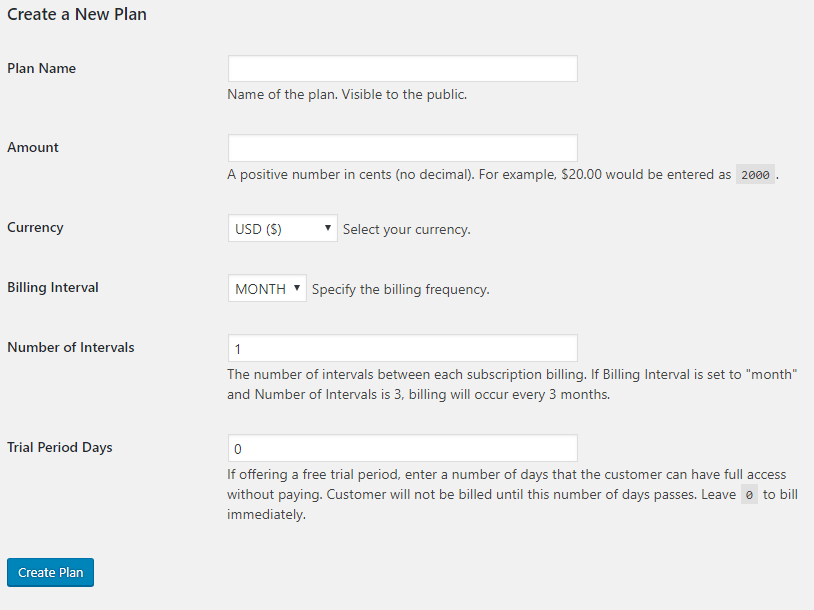 Create a New Plan
Plan Name
Name of the plan. Visible to the public.
Amount
A positive number in cents (no decimal). For example, $20.00 would be entered as 2000 .
Currency
USD ($) Select your currency.
Billing Interval
MONTH Specify the billing frequency.
Number of Intervals
1
The number of intervals between each subscription billing. If Billing Interval is set to "month"
and Number of Intervals is 3, billing will occur every 3 months.
Trial Period Days
0
If offering a free trial period, enter a number of days that the customer can have full access
without paying. Customer will not be billed until this number of days passes. Leave 0 to bill
immediately.
Create Plan